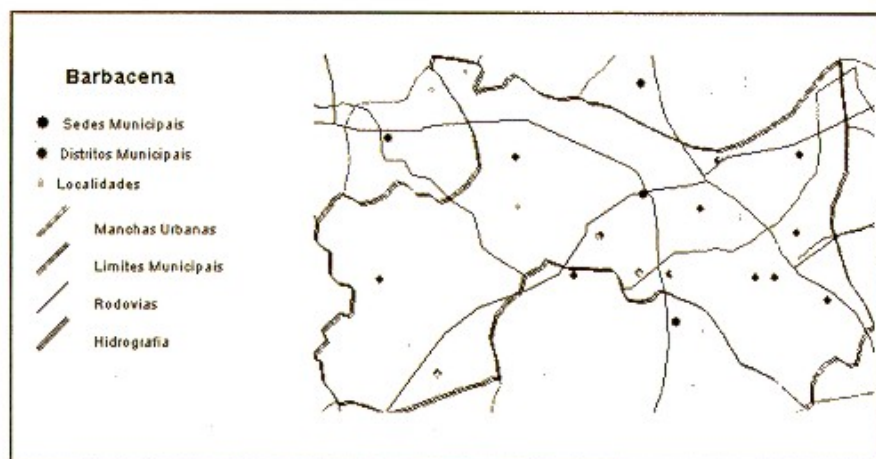 Barbacena
Sedes Municipais
Distritos Municipais
Localidades
Manchas Urbanas
Limites Municipais
Rodovias
Hidrografia